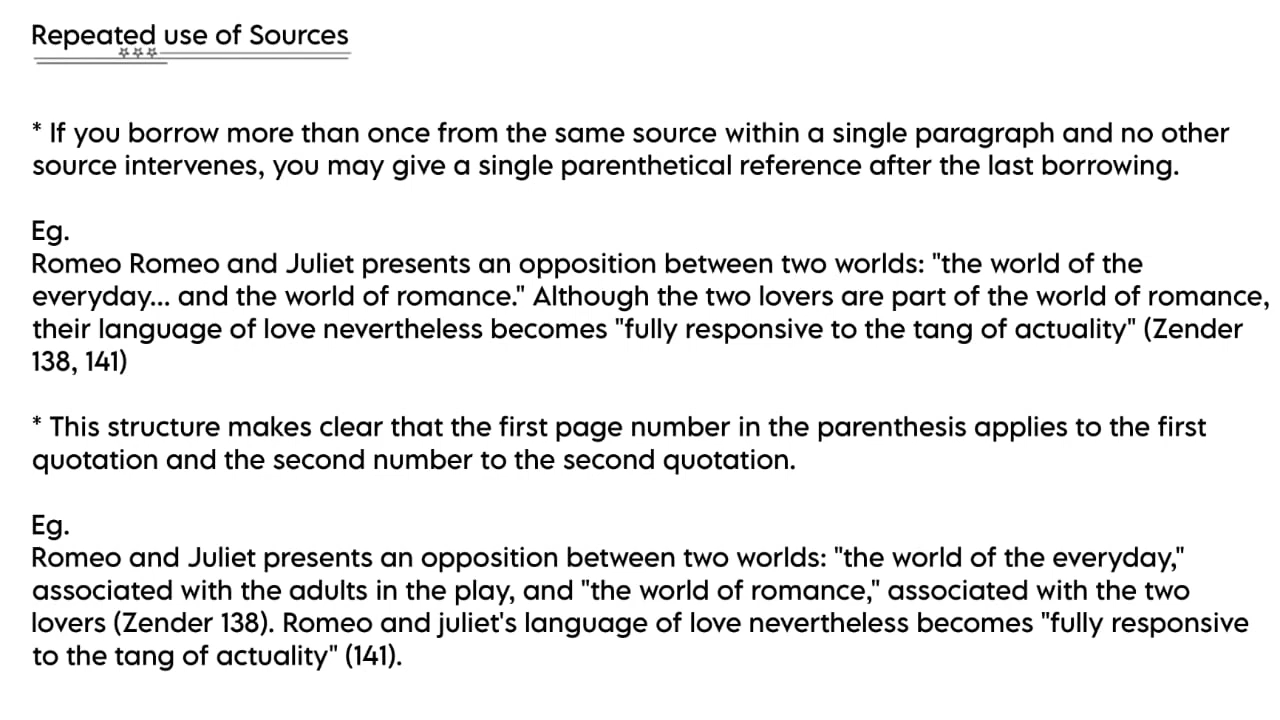 Repeated use of Sources
* If you borrow more than once from the same source within a single paragraph and no other
source intervenes, you may give a single parenthetical reference after the last borrowing.
Eg.
Romeo Romeo and Juliet presents an opposition between two worlds: "the world of the
everyday... and the world of romance." Although the two lovers are part of the world of romance,
their language of love nevertheless becomes "fully responsive to the tang of actuality" (Zender
138, 141)
* This structure makes clear that the first page number in the parenthesis applies to the first
quotation and the second number to the second quotation.
Eg.
Romeo and Juliet presents an opposition between two worlds: "the world of the everyday,"
associated with the adults in the play, and "the world of romance," associated with the two
lovers (Zender 138). Romeo and juliet's language of love nevertheless becomes "fully responsive
to the tang of actuality" (141).